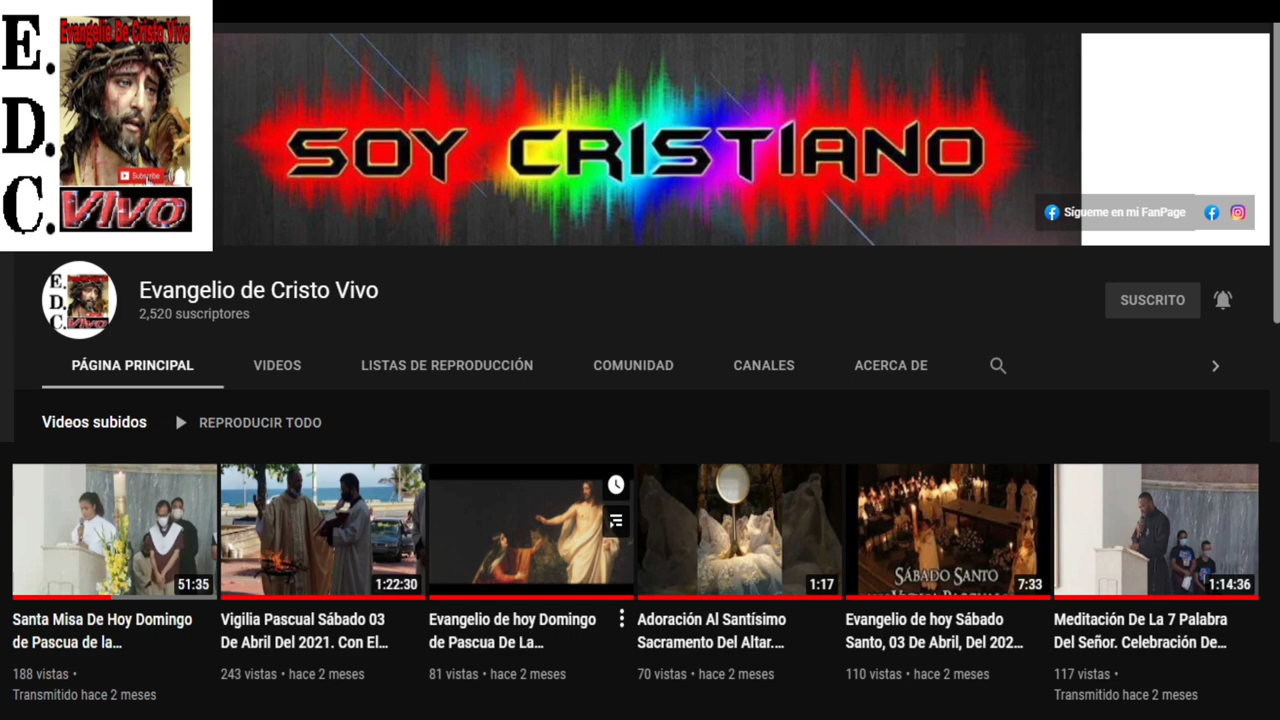 E.
D.
C.
Evangelio De Cristo Vivo
Subscribe
Vivo
SOY CRISTIANO
Sígueme en mi FanPage
E.
D.
C.
Vivo
Evangelio de Cristo Vivo
2,520 suscriptores
SUSCRITO
PÁGINA PRINCIPAL
VIDEOS
LISTAS DE REPRODUCCIÓN
COMUNIDAD
CANALES
ACERCA DE
Videos subidos
REPRODUCIR TODO
51:35
Santa Misa De Hoy Domingo
de Pascua de la...
188 vistas •
Transmitido hace 2 meses
1:22:30
Vigilia Pascual Sábado 03
De Abril Del 2021. Con El...
243 vistas • hace 2 meses
Evangelio de hoy Domingo
de Pascua De La...
81 vistas • hace 2 meses
1:17
Adoración Al Santísimo
Sacramento Del Altar....
70 vistas • hace 2 meses
SÁBADO SANTO
7:33
Evangelio de hoy Sábado
Santo, 03 De Abril, Del 202...
110 vistas • hace 2 meses
1:14:36
Meditación De La 7 Palabra
Del Señor. Celebración De...
117 vistas •
Transmitido hace 2 meses